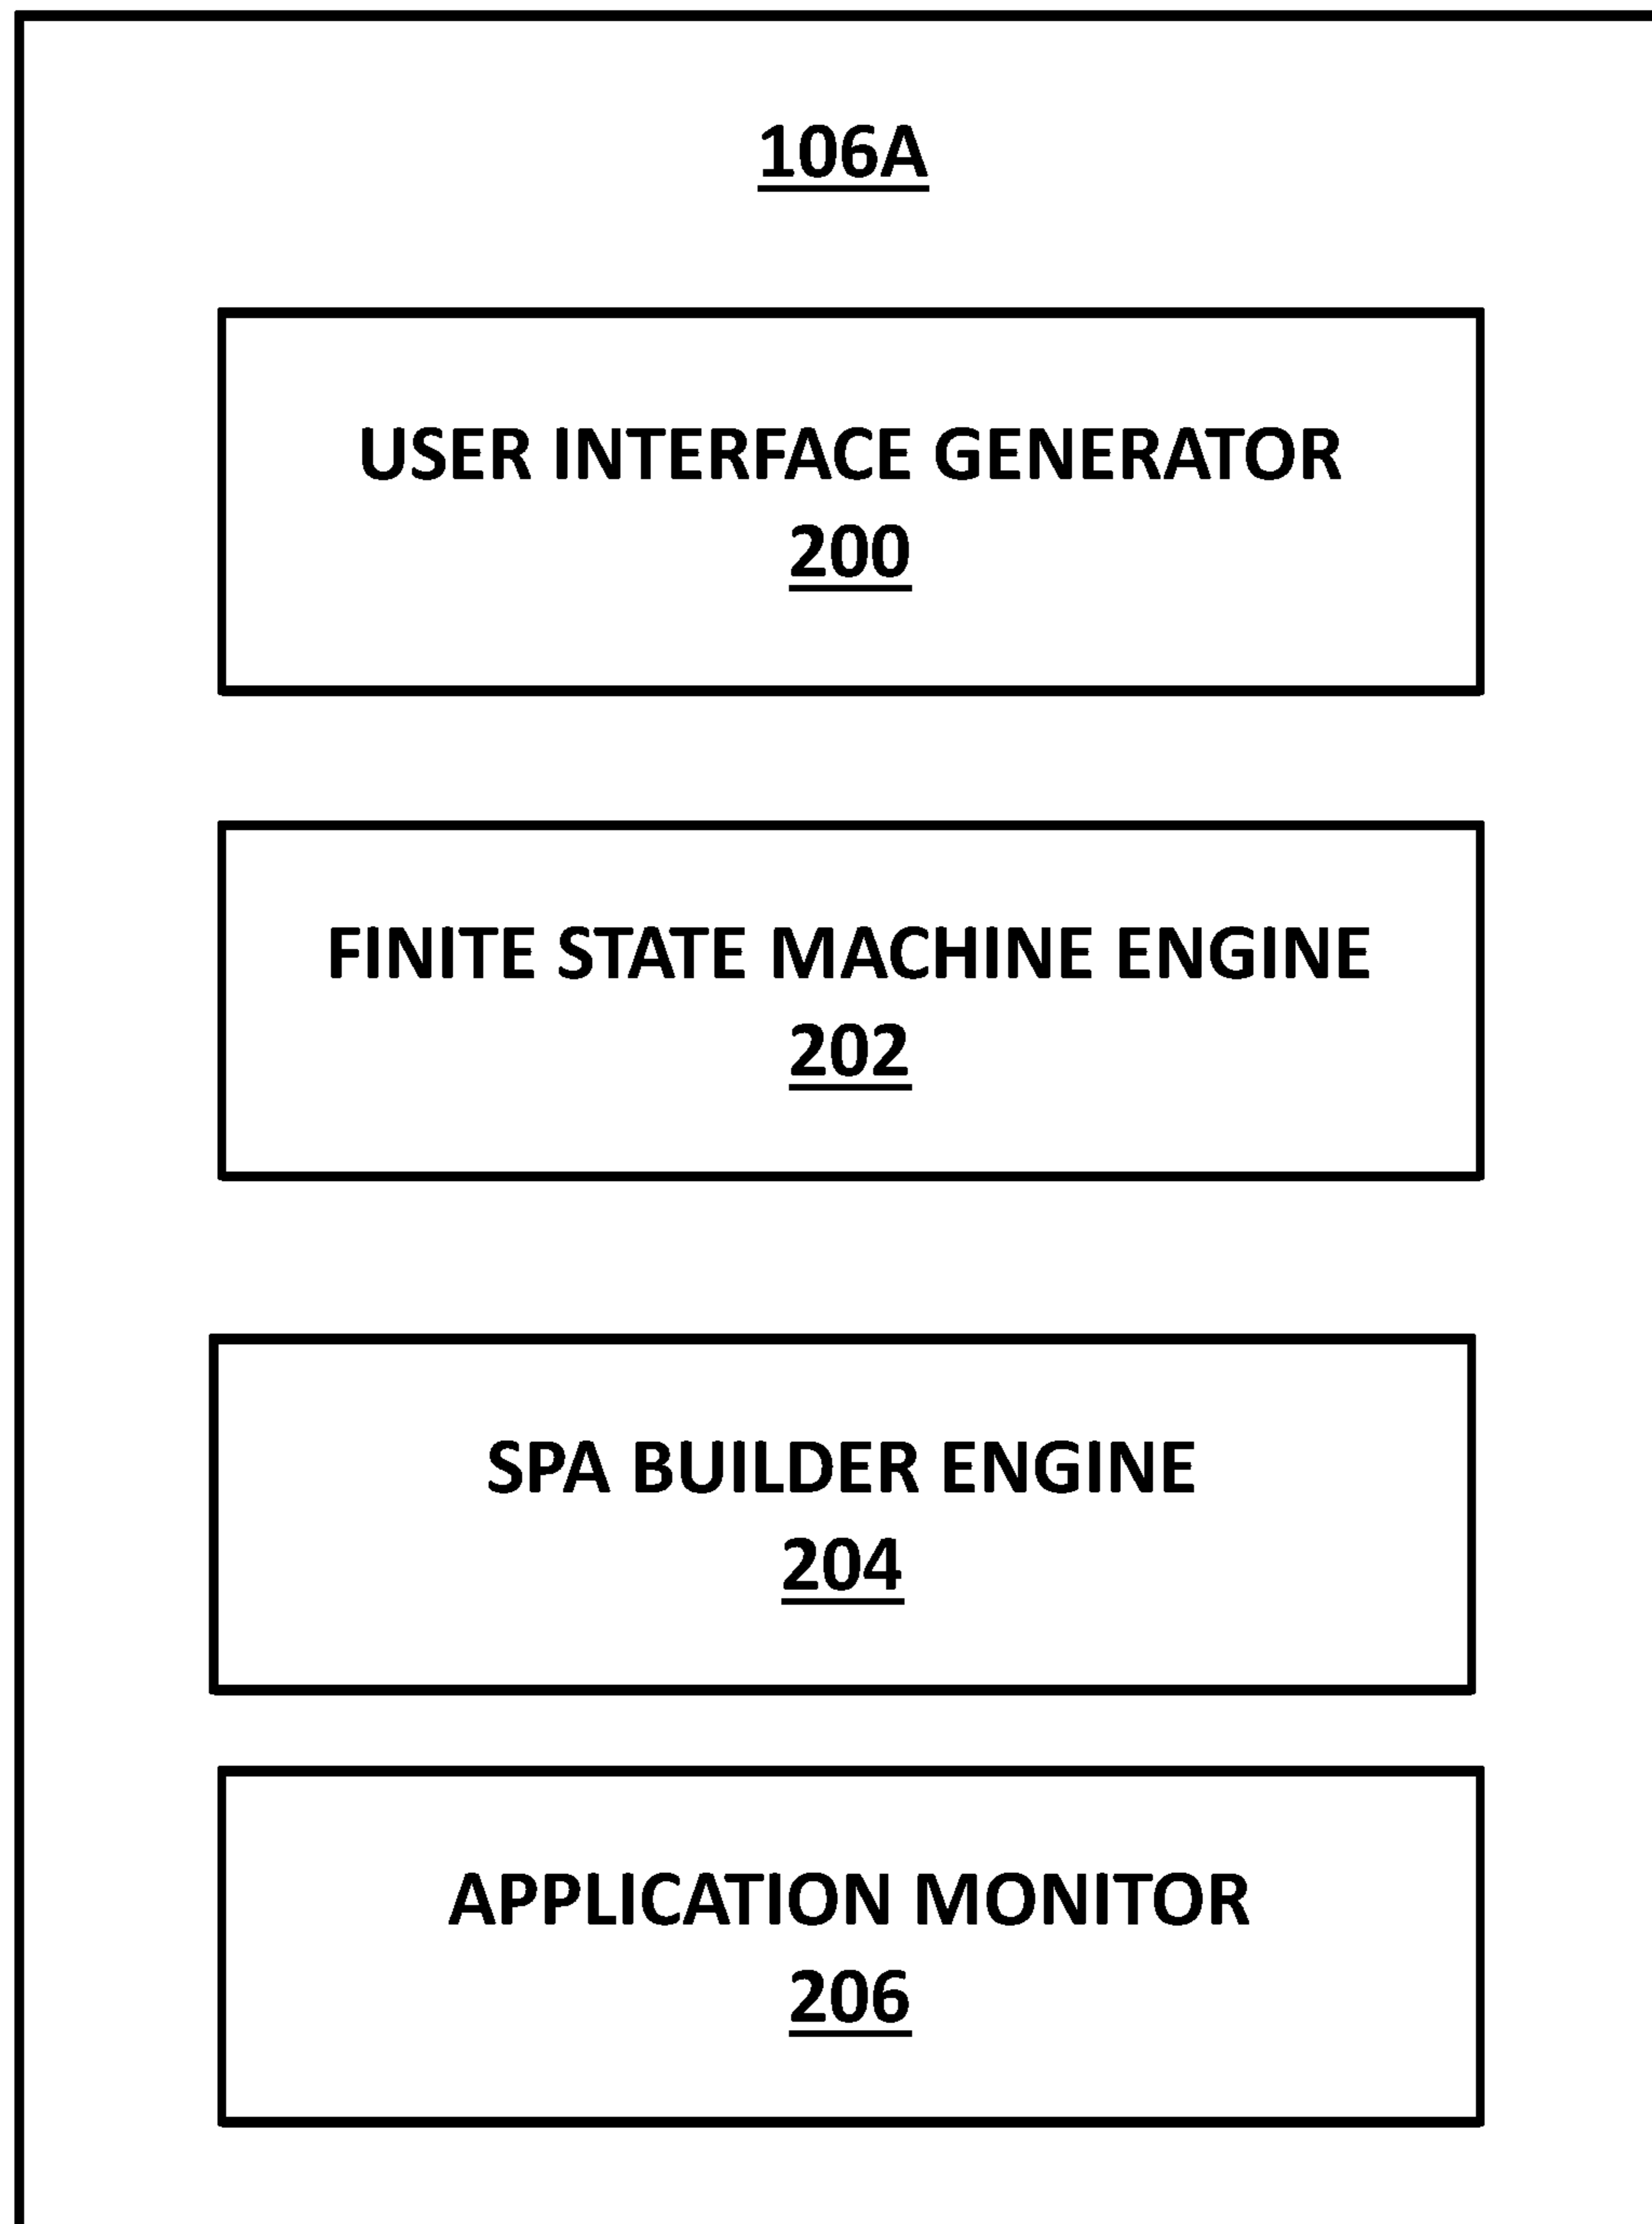 106A
USER INTERFACE GENERATOR
200
FINITE STATE MACHINE ENGINE
202
SPA BUILDER ENGINE
204
APPLICATION MONITOR
206